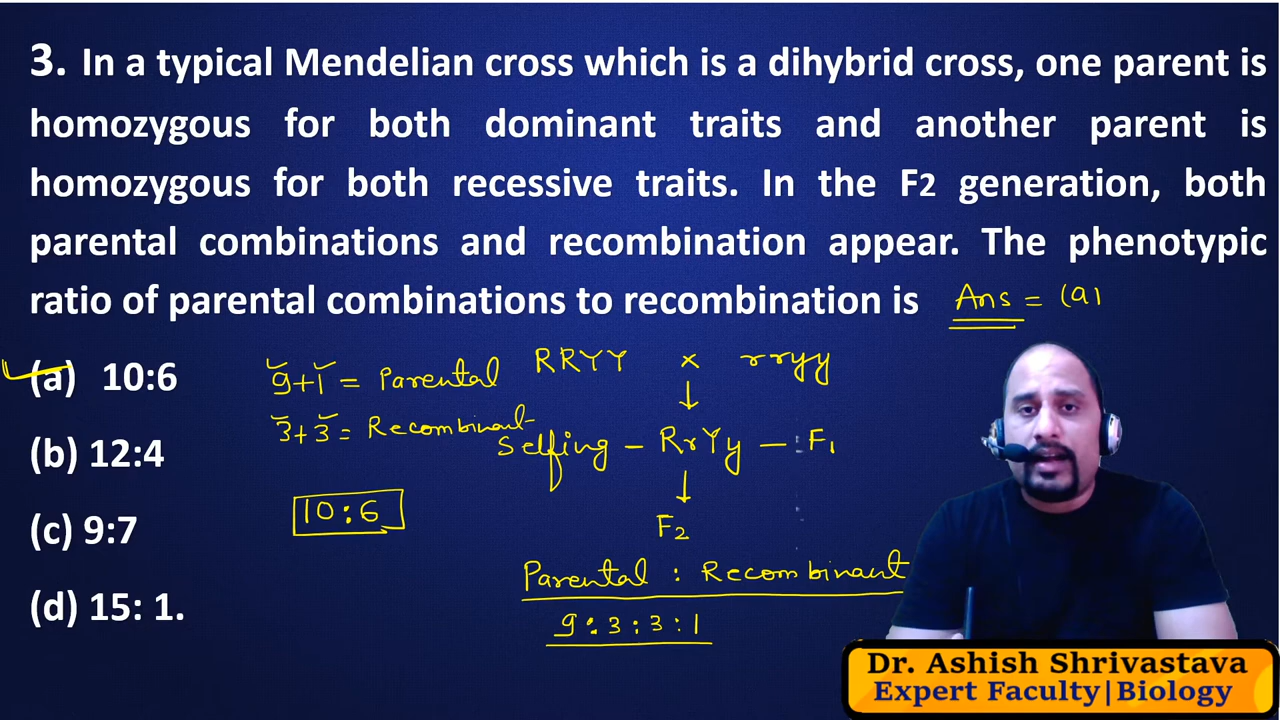 3. In a typical Mendelian cross which is a dihybrid cross, one parent is
homozygous for both dominant traits and another parent is
homozygous for both recessive traits. In the F2 generation, both
parental combinations and recombination appear. The phenotypic
ratio of parental combinations to recombination is
Ans = (a)
(a) 10:6
(b) 12:4
(c) 9:7
(d) 15: 1.
9+1 = Parental
3+3 = Recombinant
10:6
RRYY x rryy
Selfing - RrYy - F1
F2
Parental : Recombinant
9:3:3:1
Dr. Ashish Shrivastava
Expert Faculty|Biology